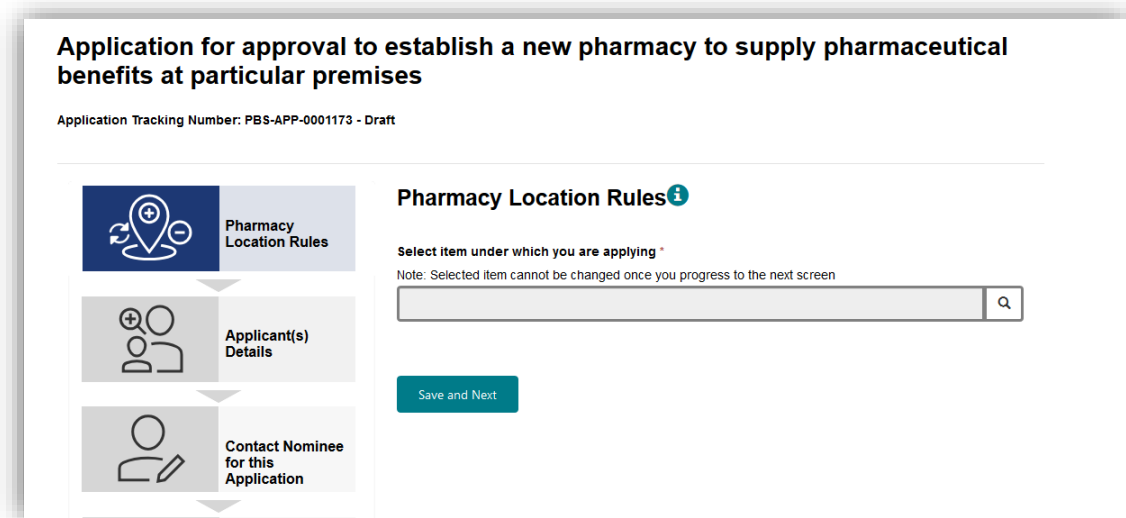 Application for approval to establish a new pharmacy to supply pharmaceutical
benefits at particular premises
Application Tracking Number: PBS-APP-0001173 - Draft
Pharmacy
Location Rules
Applicant(s)
Details
Contact Nominee
for this
Application
Pharmacy Location Rules
Select item under which you are applying *
Note: Selected item cannot be changed once you progress to the next screen
Save and Next